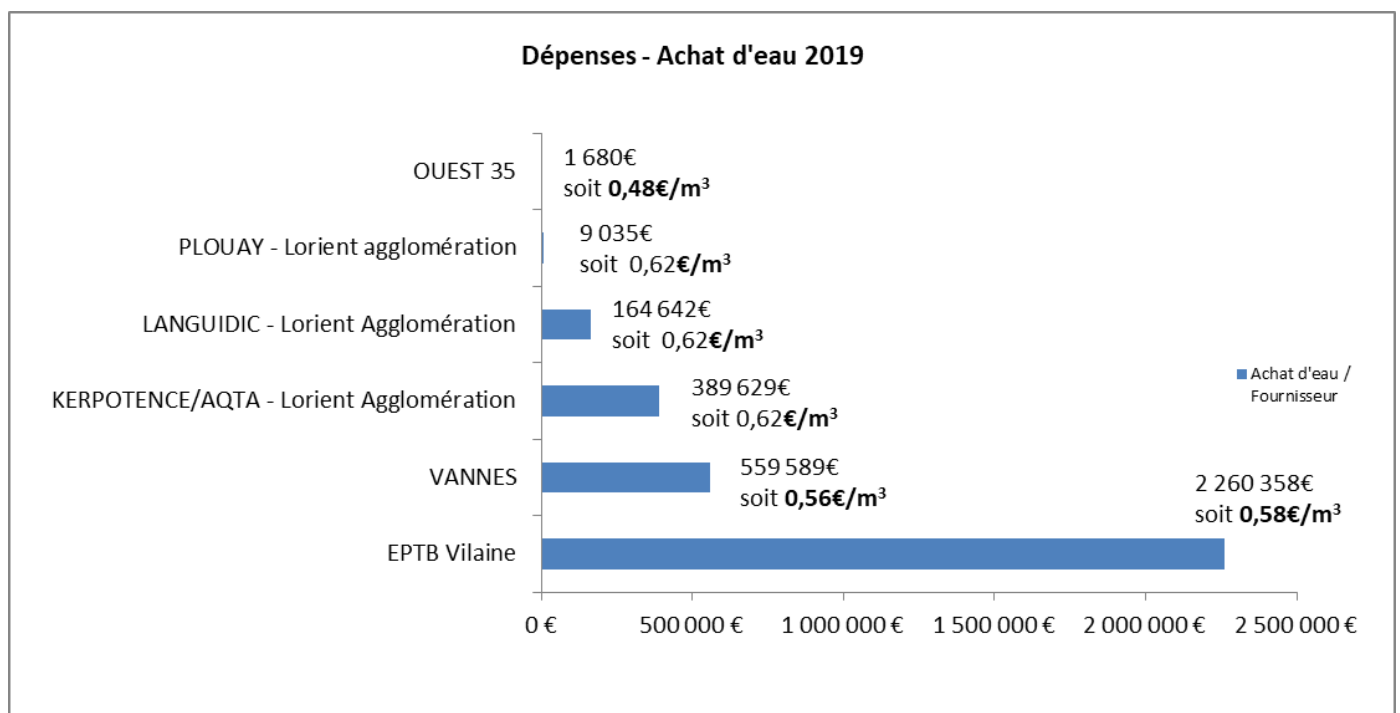 Dépenses - Achat d'eau 2019
OUEST 35
1 680€
soit 0,48€/m³
PLOUAY - Lorient agglomération
9 035€
soit 0,62€/m³
LANGUIDIC - Lorient Agglomération
164 642€
soit 0,62€/m³
KERPOTENCE/AQTA - Lorient Agglomération
389 629€
soit 0,62€/m³
Achat d'eau /
Fournisseur
VANNES
559 589€
soit 0,56€/m³
EPTB Vilaine
2 260 358€
soit 0,58€/m³
0 € 500 000 € 1 000 000 € 1 500 000 € 2 000 000 € 2 500 000 €